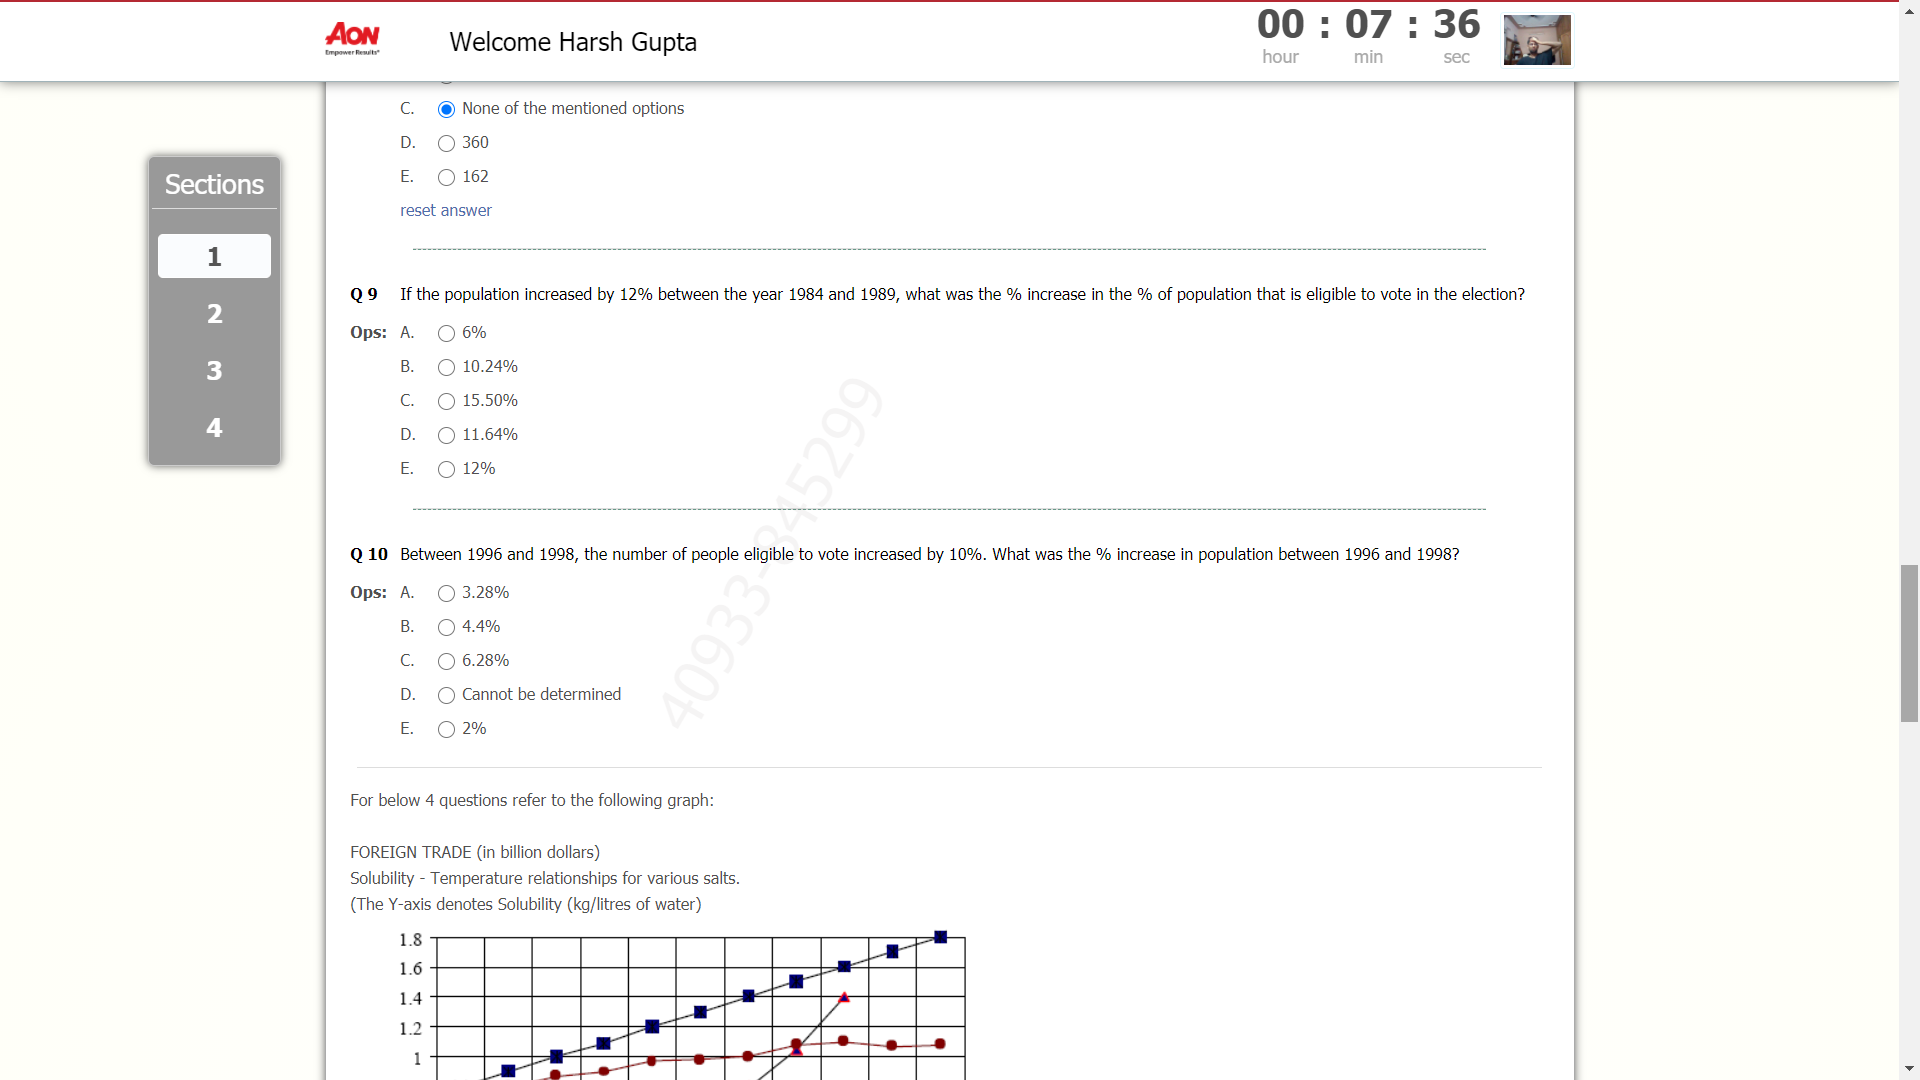 AON
Empower Results®
Welcome Harsh Gupta
00 : 07 : 36
hour min sec
Sections
1
2
3
4
C. None of the mentioned options
D. 360
E. 162
reset answer
Q 9 If the population increased by 12% between the year 1984 and 1989, what was the % increase in the % of population that is eligible to vote in the election?
Ops: A. 6%
B. 10.24%
C. 15.50%
D. 11.64%
E. 12%
Q 10 Between 1996 and 1998, the number of people eligible to vote increased by 10%. What was the % increase in population between 1996 and 1998?
Ops: A. 3.28%
B. 4.4%
C. 6.28%
D. Cannot be determined
E. 2%
40933-845299
For below 4 questions refer to the following graph:
FOREIGN TRADE (in billion dollars)
Solubility - Temperature relationships for various salts.
(The Y-axis denotes Solubility (kg/litres of water)
1.8
1.6
1.4
1.2
1